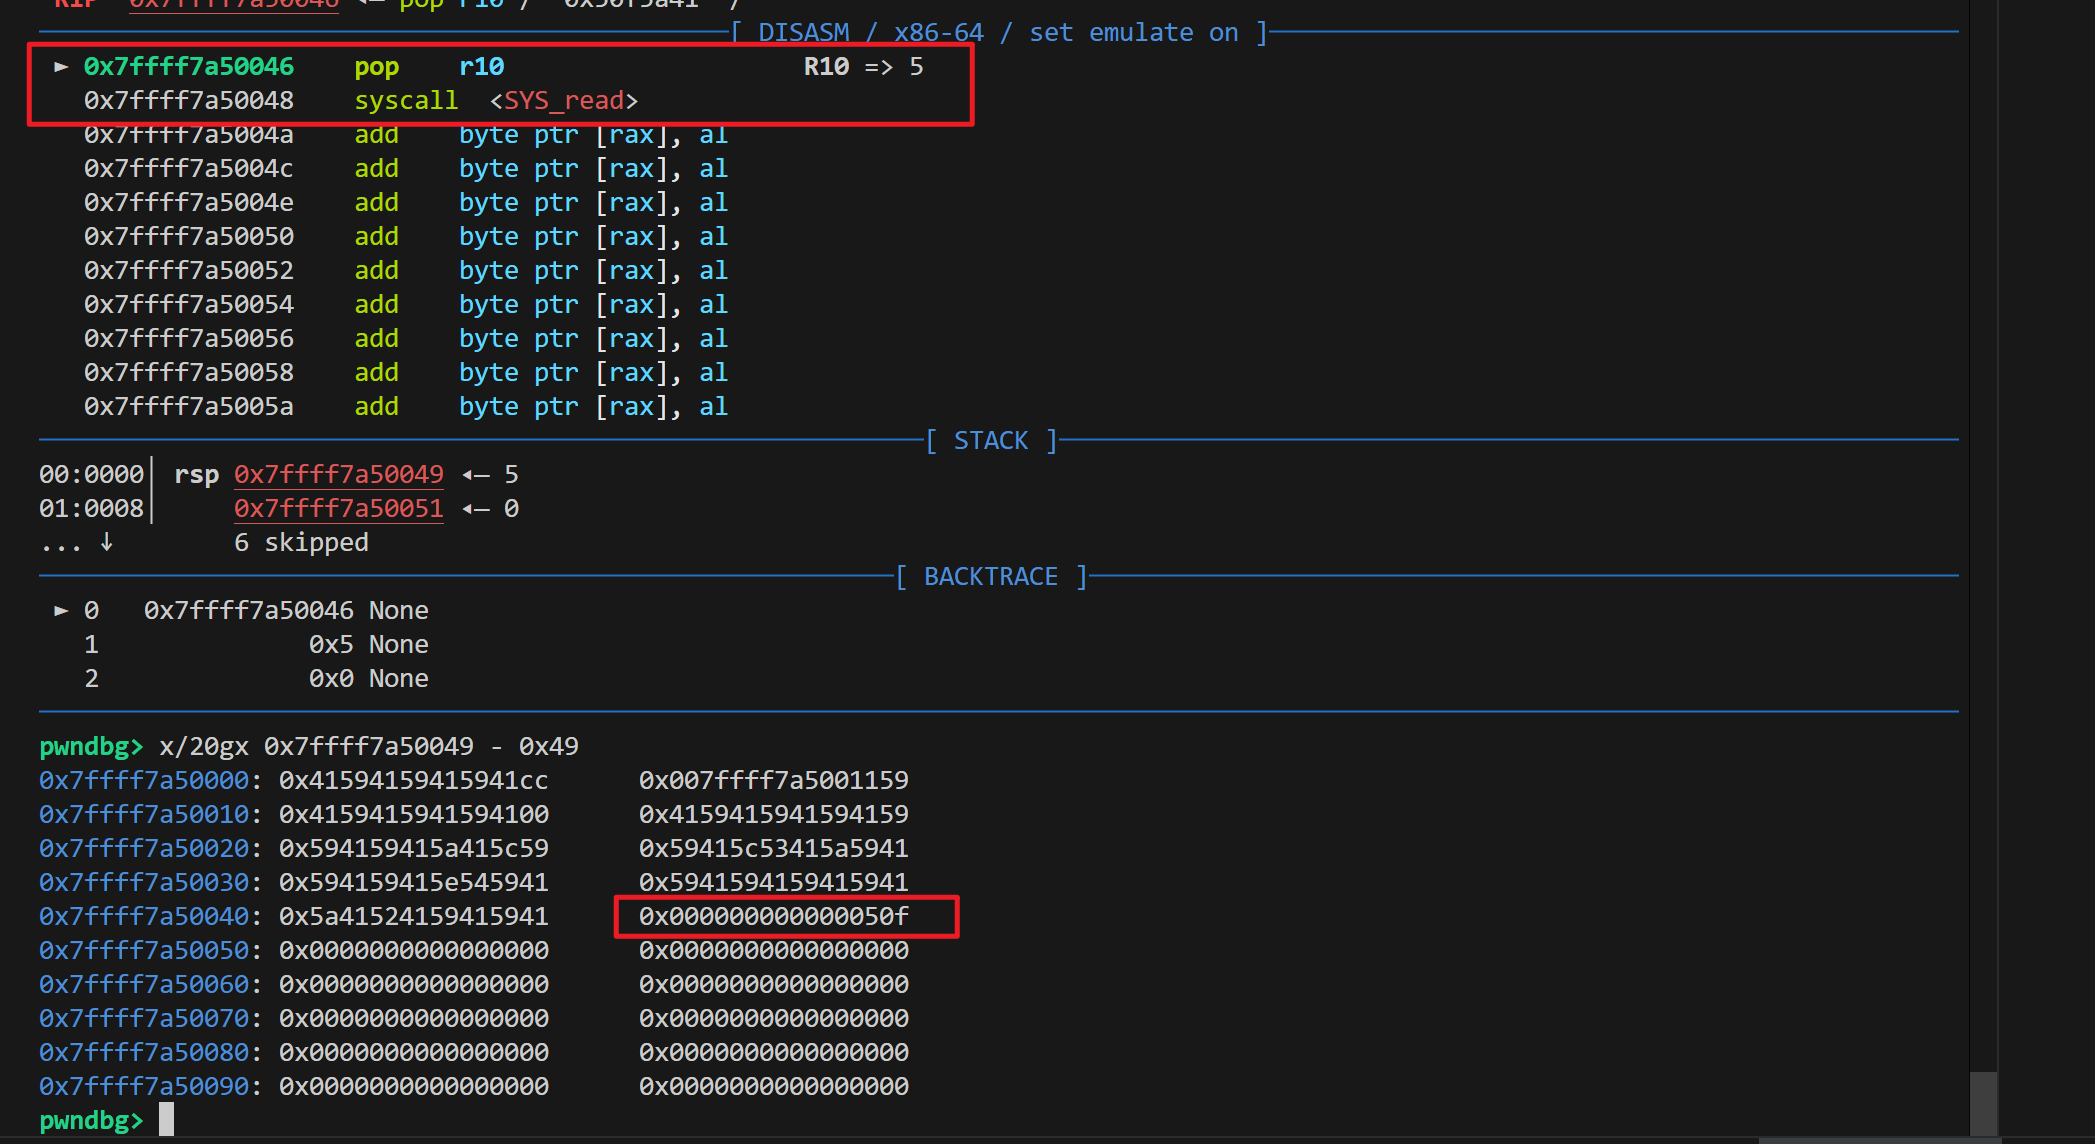 RIP 0x7ffff7a50046 ◂— pop r10 /* 0x50f5a41 */
[ DISASM / x86-64 / set emulate on ]
► 0x7ffff7a50046 pop r10 R10 => 5
0x7ffff7a50048 syscall <SYS_read>
0x7ffff7a5004a add byte ptr [rax], al
0x7ffff7a5004c add byte ptr [rax], al
0x7ffff7a5004e add byte ptr [rax], al
0x7ffff7a50050 add byte ptr [rax], al
0x7ffff7a50052 add byte ptr [rax], al
0x7ffff7a50054 add byte ptr [rax], al
0x7ffff7a50056 add byte ptr [rax], al
0x7ffff7a50058 add byte ptr [rax], al
0x7ffff7a5005a add byte ptr [rax], al
[ STACK ]
00:0000│ rsp 0x7ffff7a50049 ◂— 5
01:0008│ 0x7ffff7a50051 ◂— 0
... ↓ 6 skipped
[ BACKTRACE ]
► 0 0x7ffff7a50046 None
1 0x5 None
2 0x0 None
pwndbg> x/20gx 0x7ffff7a50049 - 0x49
0x7ffff7a50000: 0x41594159415941cc 0x007ffff7a5001159
0x7ffff7a50010: 0x4159415941594100 0x4159415941594159
0x7ffff7a50020: 0x594159415a415c59 0x59415c53415a5941
0x7ffff7a50030: 0x594159415e545941 0x5941594159415941
0x7ffff7a50040: 0x5a41524159415941 0x000000000000050f
0x7ffff7a50050: 0x0000000000000000 0x0000000000000000
0x7ffff7a50060: 0x0000000000000000 0x0000000000000000
0x7ffff7a50070: 0x0000000000000000 0x0000000000000000
0x7ffff7a50080: 0x0000000000000000 0x0000000000000000
0x7ffff7a50090: 0x0000000000000000 0x0000000000000000
pwndbg>